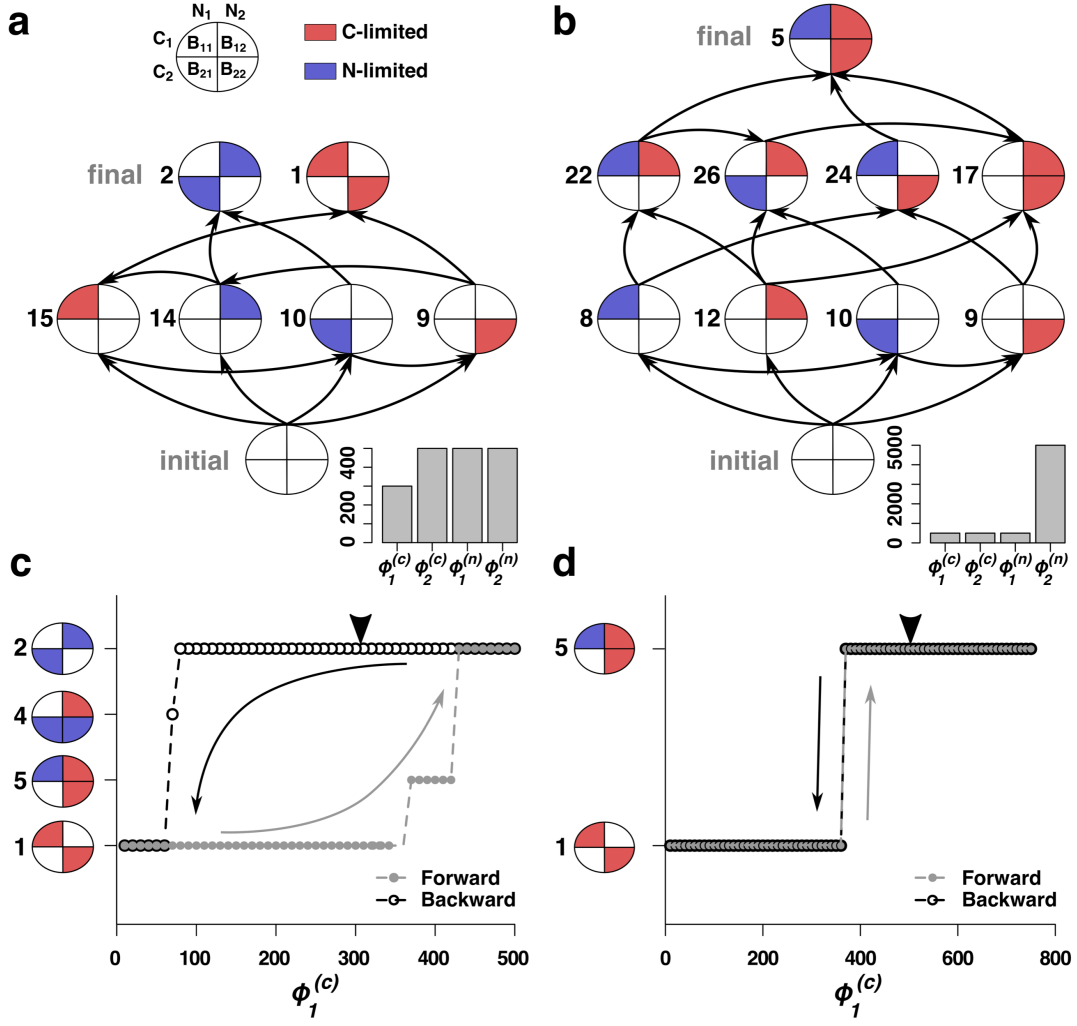 a
N1 N2
C1 B11 B12
C2 B21 B22
C-limited
N-limited
final 2 1
15 14 10 9
initial
0 200 400
ϕ1(c) ϕ2(c) ϕ1(n) ϕ2(n)
b
final 5
22 26 24 17
8 12 10 9
initial
0 2000 5000
ϕ1(c) ϕ2(c) ϕ1(n) ϕ2(n)
c
2
4
5
1
Forward
Backward
0 100 200 300 400 500
ϕ1(c)
d
5
1
Forward
Backward
0 200 400 600 800
ϕ1(c)